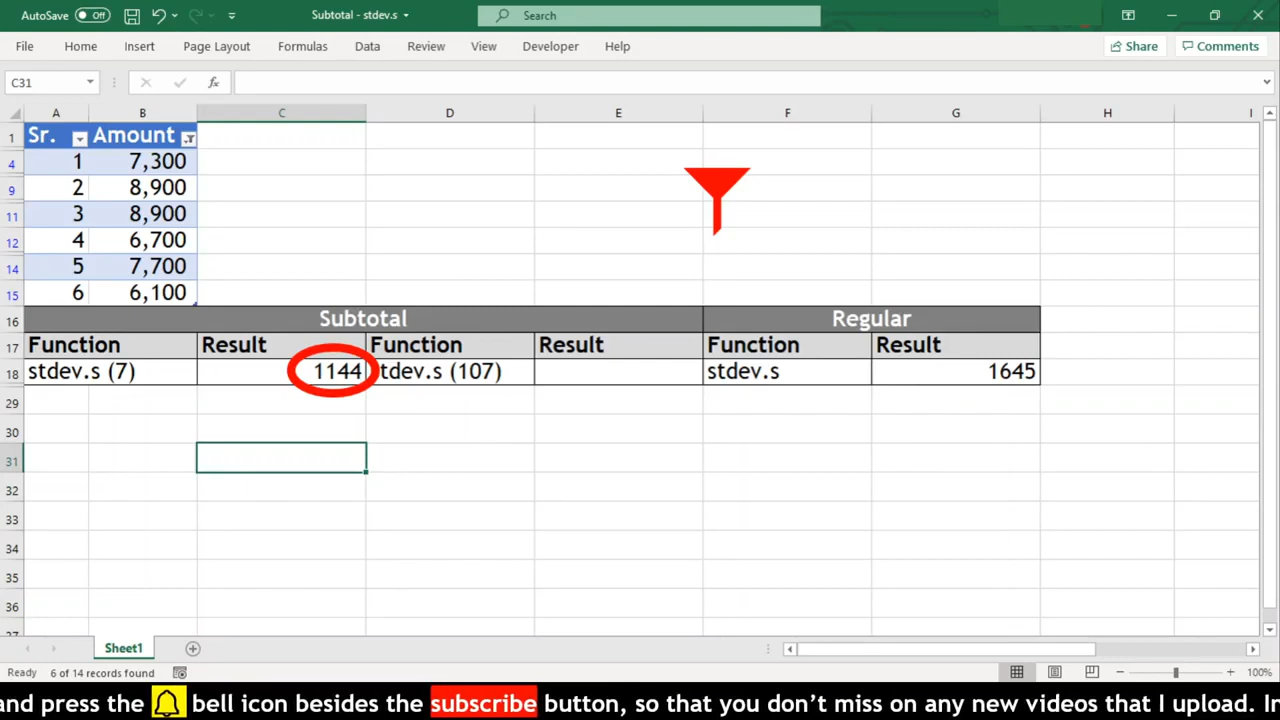 AutoSave Off Subtotal - stdev.s Search
File Home Insert Page Layout Formulas Data Review View Developer Help Share Comments
C31 fx
A B C D E F G H I
1 Sr. Amount
4 1 7,300
9 2 8,900
11 3 8,900
12 4 6,700
14 5 7,700
15 6 6,100
16 Subtotal Regular
17 Function Result Function Result Function Result
18 stdev.s (7) 1144 tdev.s (107) stdev.s 1645
29
30
31
32
33
34
35
36
37
Sheet1
Ready 6 of 14 records found 100%
and press the bell icon besides the subscribe button, so that you don't miss on any new videos that I upload. In